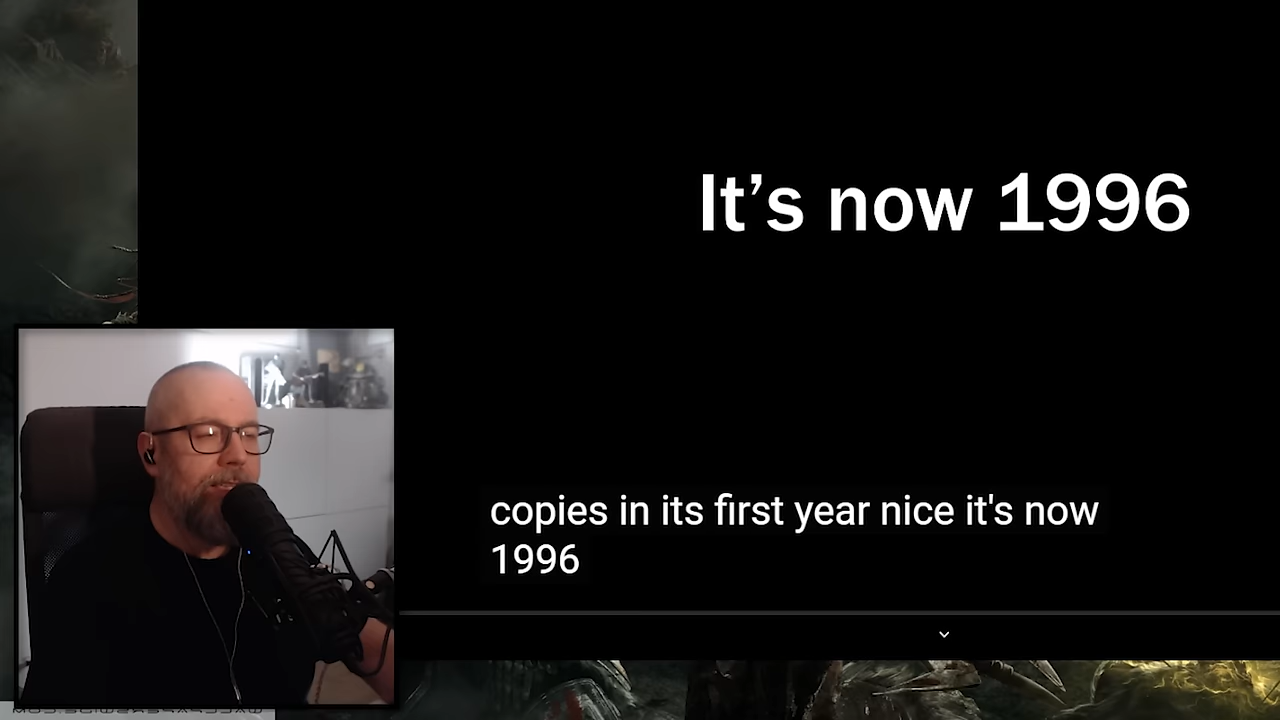 It's now 1996
copies in its first year nice it's now
1996